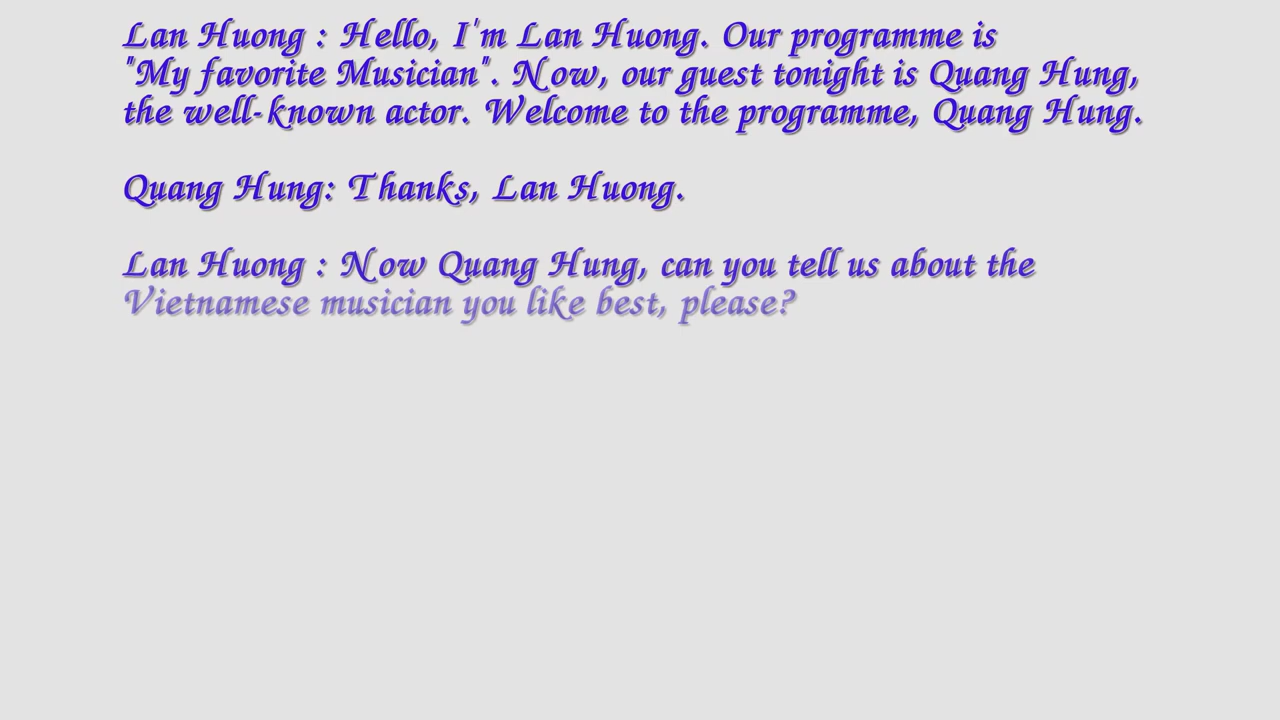 Lan Huong : Hello, I'm Lan Huong. Our programme is
"My favorite Musician". Now, our guest tonight is Quang Hung,
the well-known actor. Welcome to the programme, Quang Hung.
Quang Hung: Thanks, Lan Huong.
Lan Huong : Now Quang Hung, can you tell us about the
Vietnamese musician you like best, please?